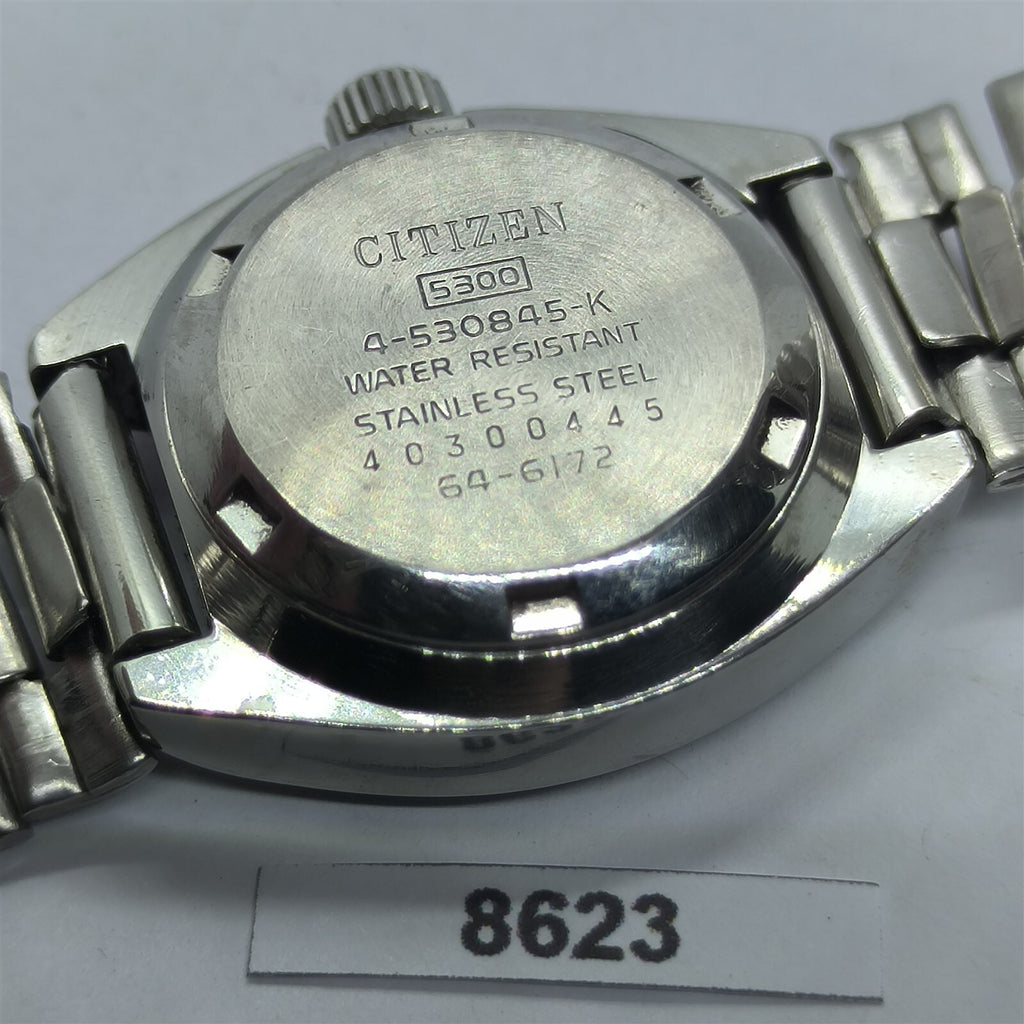 CITIZEN
5300
4-530845-K
WATER RESISTANT
STAINLESS STEEL
40300445
64-6172
8623